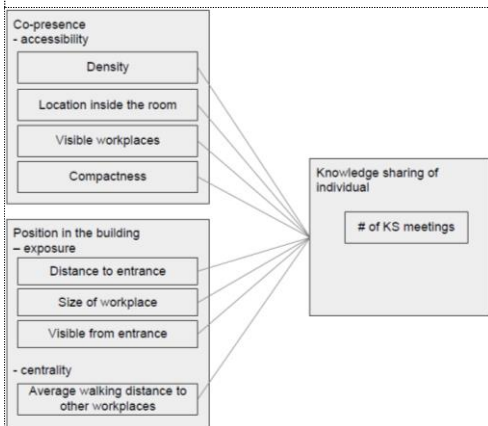 Co-presence
- accessibility
Density
Location inside the room
Visible workplaces
Compactness
Position in the building
– exposure
Distance to entrance
Size of workplace
Visible from entrance
- centrality
Average walking distance to
other workplaces
Knowledge sharing of
individual
# of KS meetings